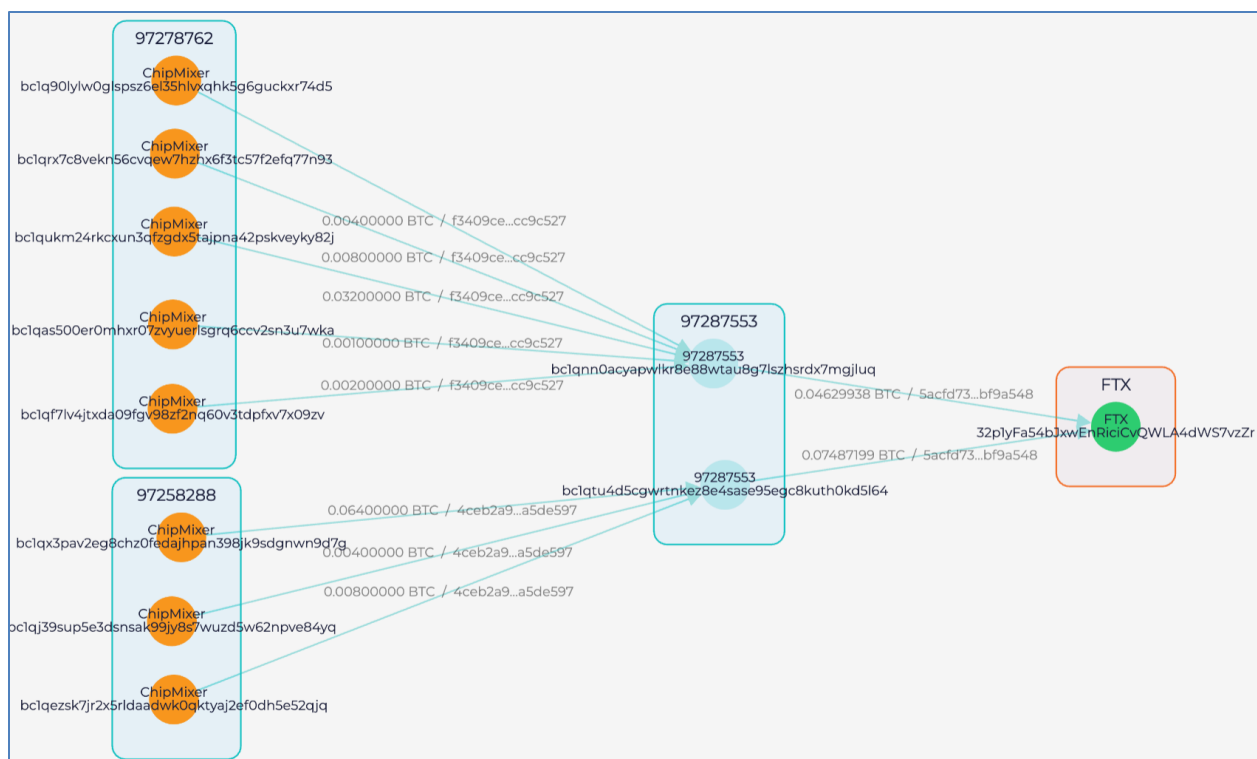 97278762
ChipMixer
bc1q90lylw0glspsz6el35hlvxqhk5g6guckxr74d5
ChipMixer
bc1qrx7c8vekn56cvqew7hzhx6f3tc57f2efq77n93
ChipMixer
bc1qukm24rkcxun3qfzgdx5tajpna42pskveyky82j
ChipMixer
bc1qas500er0mhxr07zvyuerlsgrq6ccv2sn3u7wka
ChipMixer
bc1qf7lv4jtxda09fgv98zf2nq60v3tdpfxv7x09zv
97258288
ChipMixer
bc1qx3pav2eg8chz0fedajhpan398jk9sdgnwn9d7g
ChipMixer
bc1qj39sup5e3dsnsak99jy8s7wuzd5w62npve84yq
ChipMixer
bc1qezsk7jr2x5rldaadwk0qktyaj2ef0dh5e52qjq
0.00400000 BTC / f3409ce...cc9c527
0.00800000 BTC / f3409ce...cc9c527
0.03200000 BTC / f3409ce...cc9c527
0.00100000 BTC / f3409ce...cc9c527
0.00200000 BTC / f3409ce...cc9c527
0.06400000 BTC / 4ceb2a9...a5de597
0.00400000 BTC / 4ceb2a9...a5de597
0.00800000 BTC / 4ceb2a9...a5de597
97287553
97287553
bc1qnn0acyapwlkr8e88wtau8g7lszhsrdx7mgjluq
97287553
bc1qtu4d5cgwrtnkez8e4sase95egc8kuth0kd5l64
0.04629938 BTC / 5acfd73...bf9a548
0.07487199 BTC / 5acfd73...bf9a548
FTX
FTX
32p1yFa54bJxwEnRiciCvQWLA4dWS7vzZr